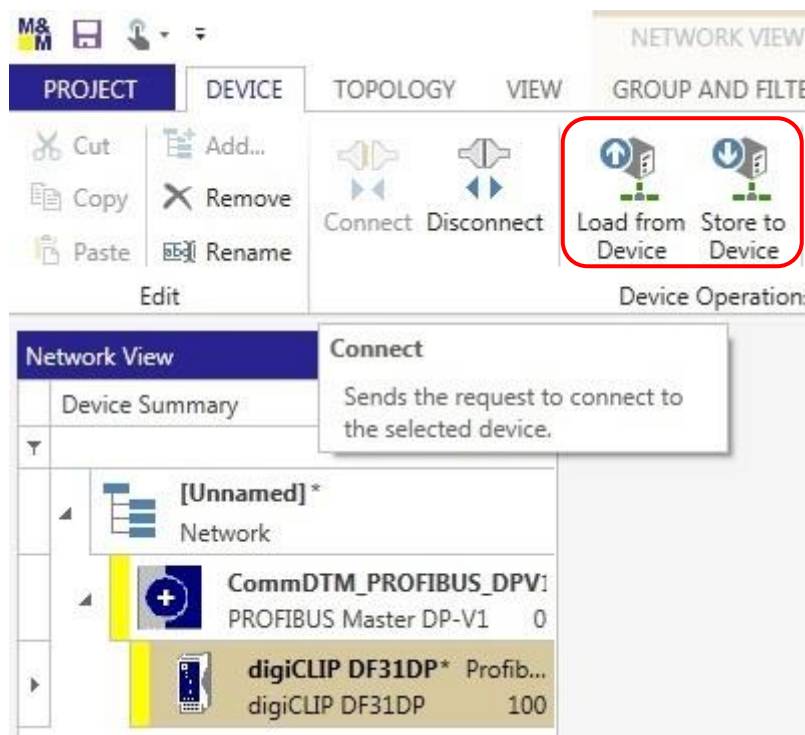 M&
M
NETWORK VIEW
PROJECT DEVICE TOPOLOGY VIEW GROUP AND FILTE
Cut Add...
Copy Remove
Paste Rename
Connect Disconnect
Load from Store to
Device Device
Edit Device Operations
Network View
Connect
Sends the request to connect to
the selected device.
Device Summary
[Unnamed]*
Network
CommDTM_PROFIBUS_DPV1
PROFIBUS Master DP-V1 0
digiCLIP DF31DP* Profib...
digiCLIP DF31DP 100